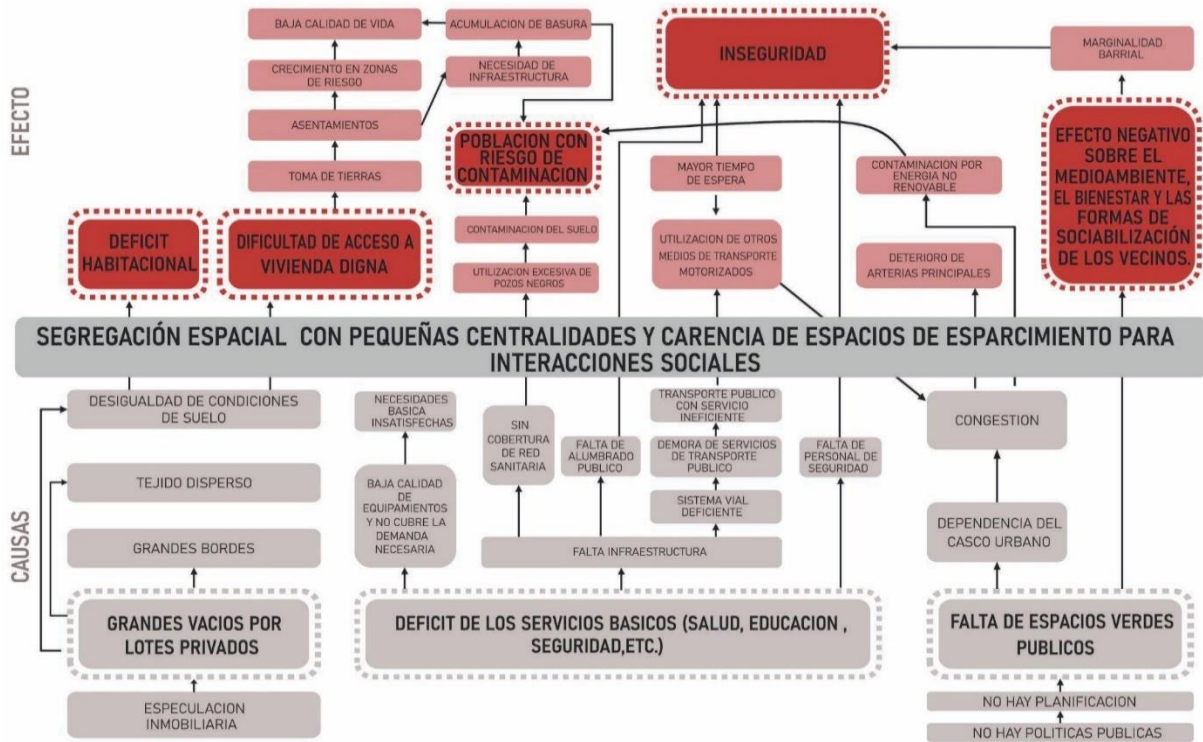 EFECTO
BAJA CALIDAD DE VIDA
ACUMULACION DE BASURA
CRECIMIENTO EN ZONAS
DE RIESGO
NECESIDAD DE
INFRAESTRUCTURA
ASENTAMIENTOS
TOMA DE TIERRAS
DEFICIT
HABITACIONAL
DIFICULTAD DE ACCESO A
VIVIENDA DIGNA
POBLACION CON
RIESGO DE
CONTAMINACION
CONTAMINACION DEL SUELO
UTILIZACION EXCESIVA DE
POZOS NEGROS
INSEGURIDAD
MAYOR TIEMPO
DE ESPERA
UTILIZACION DE OTROS
MEDIOS DE TRANSPORTE
MOTORIZADOS
MARGINALIDAD
BARRIAL
CONTAMINACION POR
ENERGIA NO
RENOVABLE
DETERIORO DE
ARTERIAS PRINCIPALES
EFECTO NEGATIVO
SOBRE EL
MEDIOAMBIENTE,
EL BIENESTAR Y LAS
FORMAS DE
SOCIABILIZACIÓN
DE LOS VECINOS.
SEGREGACIÓN ESPACIAL CON PEQUEÑAS CENTRALIDADES Y CARENCIA DE ESPACIOS DE ESPARCIMIENTO PARA
INTERACCIONES SOCIALES
CAUSAS
DESIGUALDAD DE CONDICIONES
DE SUELO
TEJIDO DISPERSO
GRANDES BORDES
GRANDES VACIOS POR
LOTES PRIVADOS
ESPECULACION
INMOBILIARIA
NECESIDADES
BASICA
INSATISFECHAS
BAJA CALIDAD
DE
EQUIPAMIENTOS
Y NO CUBRE LA
DEMANDA
NECESARIA
SIN
COBERTURA
DE RED
SANITARIA
FALTA DE
ALUMBRADO
PUBLICO
TRANSPORTE PUBLICO
CON SERVICIO
INEFICIENTE
DEMORA DE SERVICIOS
DE TRANSPORTE
PUBLICO
SISTEMA VIAL
DEFICIENTE
FALTA DE
PERSONAL DE
SEGURIDAD
FALTA INFRAESTRUCTURA
DEFICIT DE LOS SERVICIOS BASICOS (SALUD, EDUCACION ,
SEGURIDAD,ETC.)
CONGESTION
DEPENDENCIA DEL
CASCO URBANO
FALTA DE ESPACIOS VERDES
PUBLICOS
NO HAY PLANIFICACION
NO HAY POLITICAS PUBLICAS